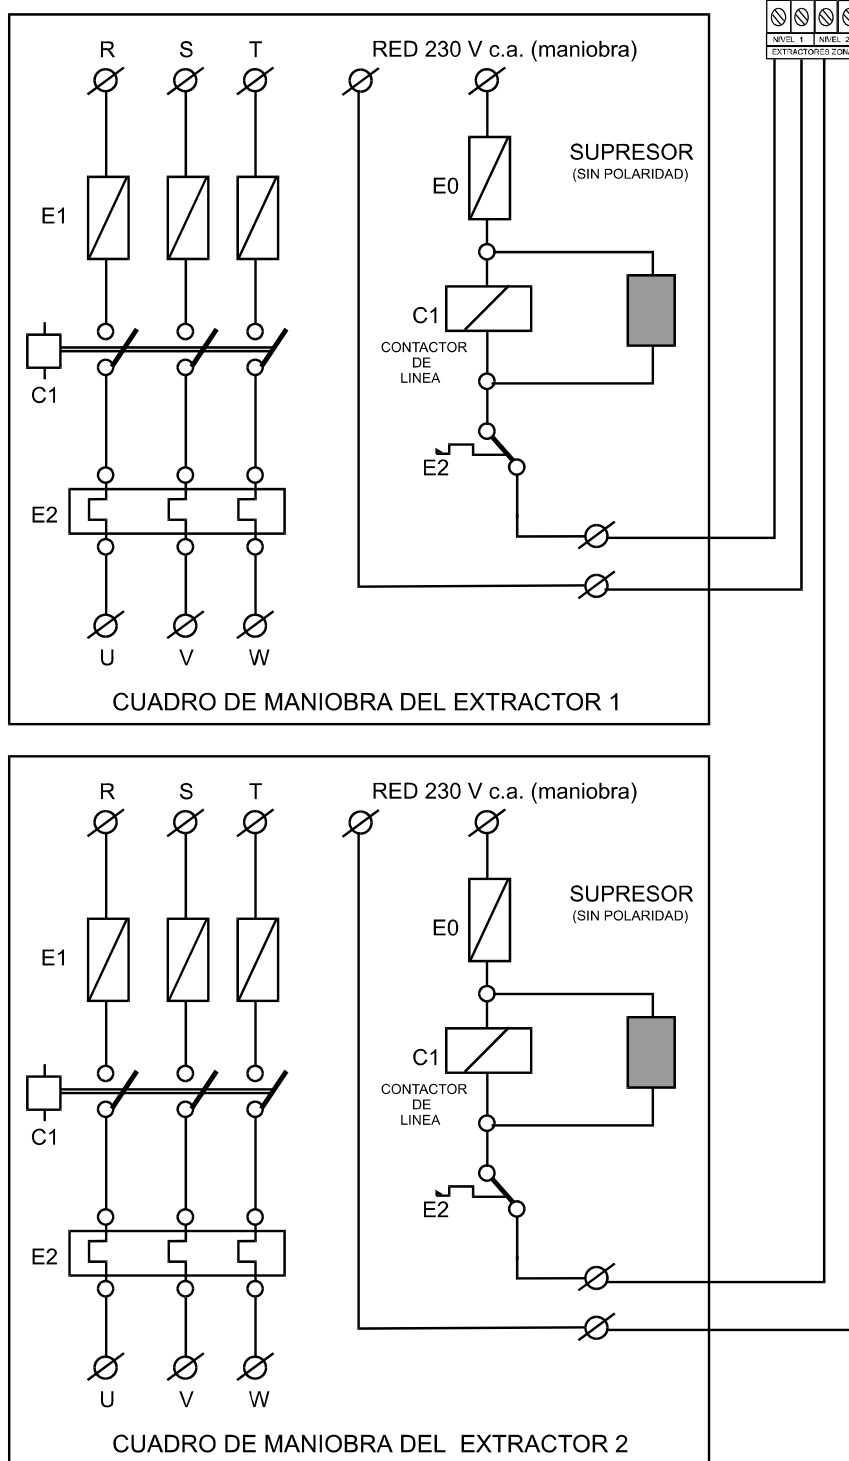 NIVEL 1 NIVEL 2
EXTRACTORES
R S T RED 230 V c.a. (maniobra)
SUPRESOR
(SIN POLARIDAD)
E0
E1
C1
CONTACTOR
DE
LINEA
C1
E2
E2
U V W
CUADRO DE MANIOBRA DEL EXTRACTOR 1
R S T RED 230 V c.a. (maniobra)
SUPRESOR
(SIN POLARIDAD)
E0
E1
C1
CONTACTOR
DE
LINEA
C1
E2
E2
U V W
CUADRO DE MANIOBRA DEL EXTRACTOR 2